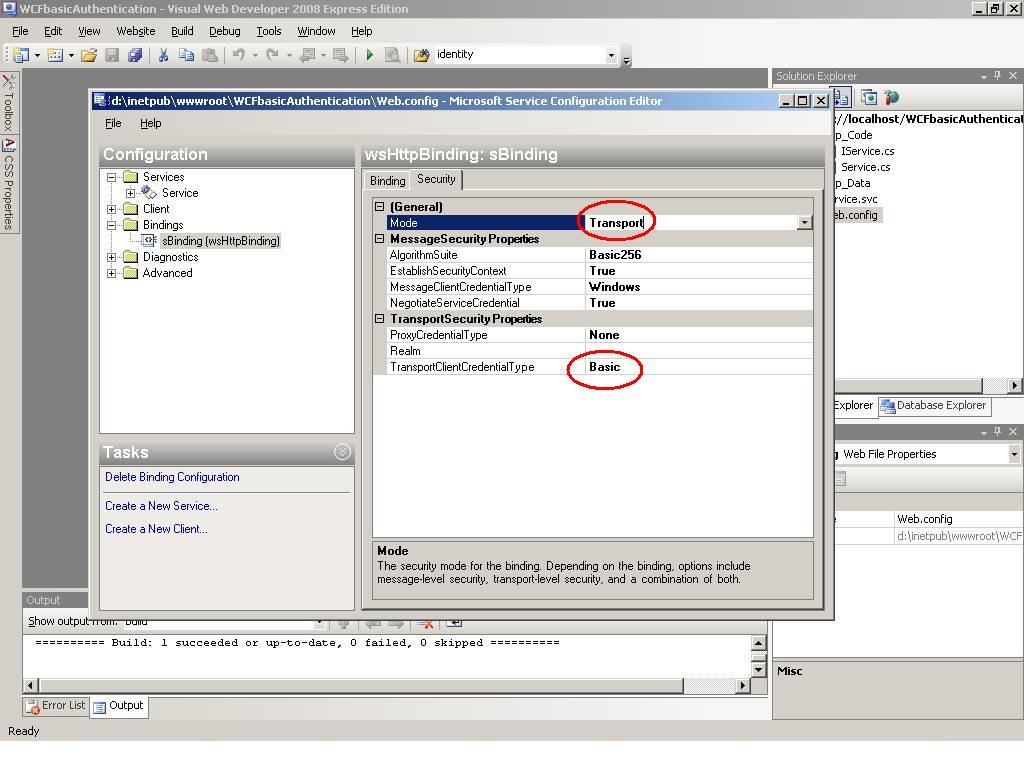 WCFbasicAuthentication - Visual Web Developer 2008 Express Edition
File Edit View Website Build Debug Tools Window Help
identity
Toolbox
CSS Properties
d:\inetpub\wwwroot\WCFbasicAuthentication\Web.config - Microsoft Service Configuration Editor
File Help
Configuration
Services
Service
Client
Bindings
sBinding (wsHttpBinding)
Diagnostics
Advanced
Tasks
Delete Binding Configuration
Create a New Service...
Create a New Client...
wsHttpBinding: sBinding
Binding Security
(General)
Mode Transport
MessageSecurity Properties
AlgorithmSuite Basic256
EstablishSecurityContext True
MessageClientCredentialType Windows
NegotiateServiceCredential True
TransportSecurity Properties
ProxyCredentialType None
Realm
TransportClientCredentialType Basic
Mode
The security mode for the binding. Depending on the binding, options include
message-level security, transport-level security, and a combination of both.
Solution Explorer
://localhost/WCFbasicAuthenticat
p_Code
IService.cs
Service.cs
p_Data
rvice.svc
eb.config
Explorer Database Explorer
g Web File Properties
e Web.config
d:\inetpub\wwwroot\WCF
Misc
Output
Show output from: Build
========== Build: 1 succeeded or up-to-date, 0 failed, 0 skipped ==========
Error List Output
Ready